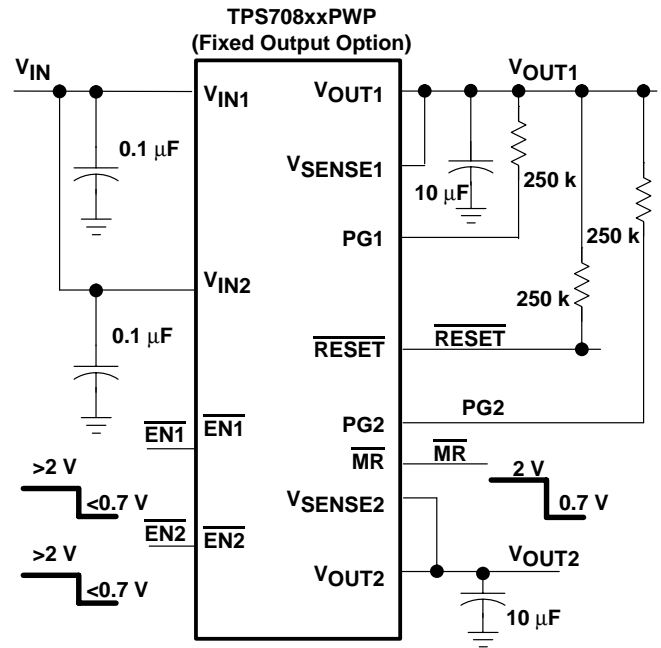 TPS708xxPWP
(Fixed Output Option)
VIN
VIN1
VOUT1
VOUT1
0.1 μF
VSENSE1
10 μF
250 k
PG1
250 k
VIN2
250 k
0.1 μF
RESET
RESET
PG2
PG2
EN1
EN1
MR
MR
>2 V
<0.7 V
2 V
0.7 V
VSENSE2
EN2
EN2
>2 V
<0.7 V
VOUT2
VOUT2
10 μF